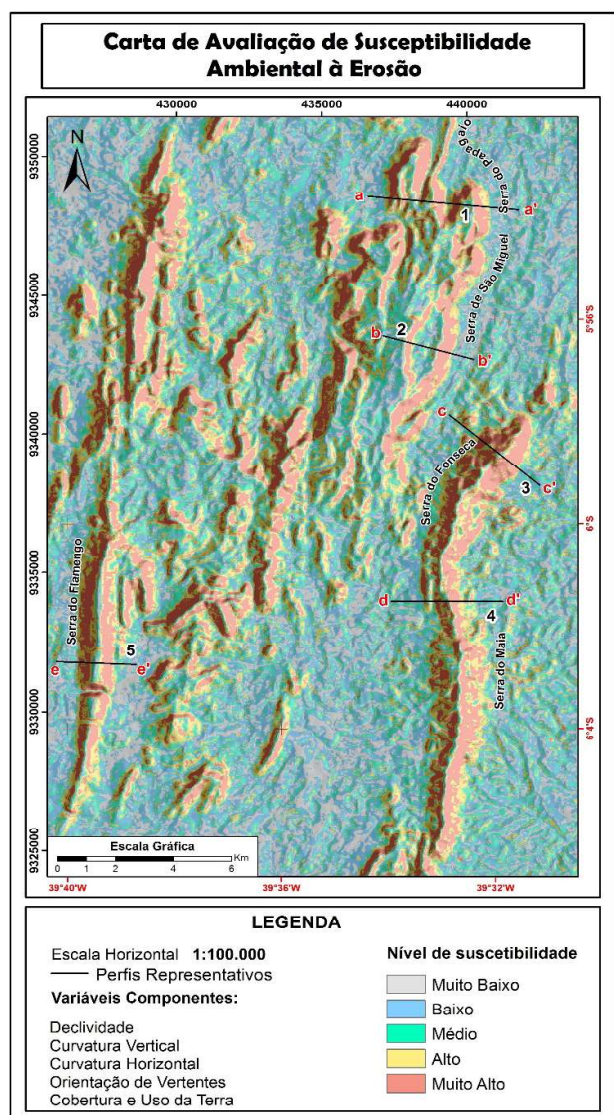 Carta de Avaliação de Susceptibilidade
Ambiental à Erosão
430000
435000
440000
9350000
9345000
9340000
9335000
9330000
9325000
N
Serra do Papagaio
a
a'
1
Serra de São Miguel
5°56'S
b
2
b'
c
Serra do Fonseca
3
c'
6°S
Serra do Flamengo
d
d'
4
5
e
e'
Serra do Maia
6°4'S
Escala Gráfica
0 1 2 4 6 Km
39°40'W
39°36'W
39°32'W
LEGENDA
Escala Horizontal 1:100.000
Perfis Representativos
Variáveis Componentes:
Declividade
Curvatura Vertical
Curvatura Horizontal
Orientação de Vertentes
Cobertura e Uso da Terra
Nível de suscetibilidade
Muito Baixo
Baixo
Médio
Alto
Muito Alto